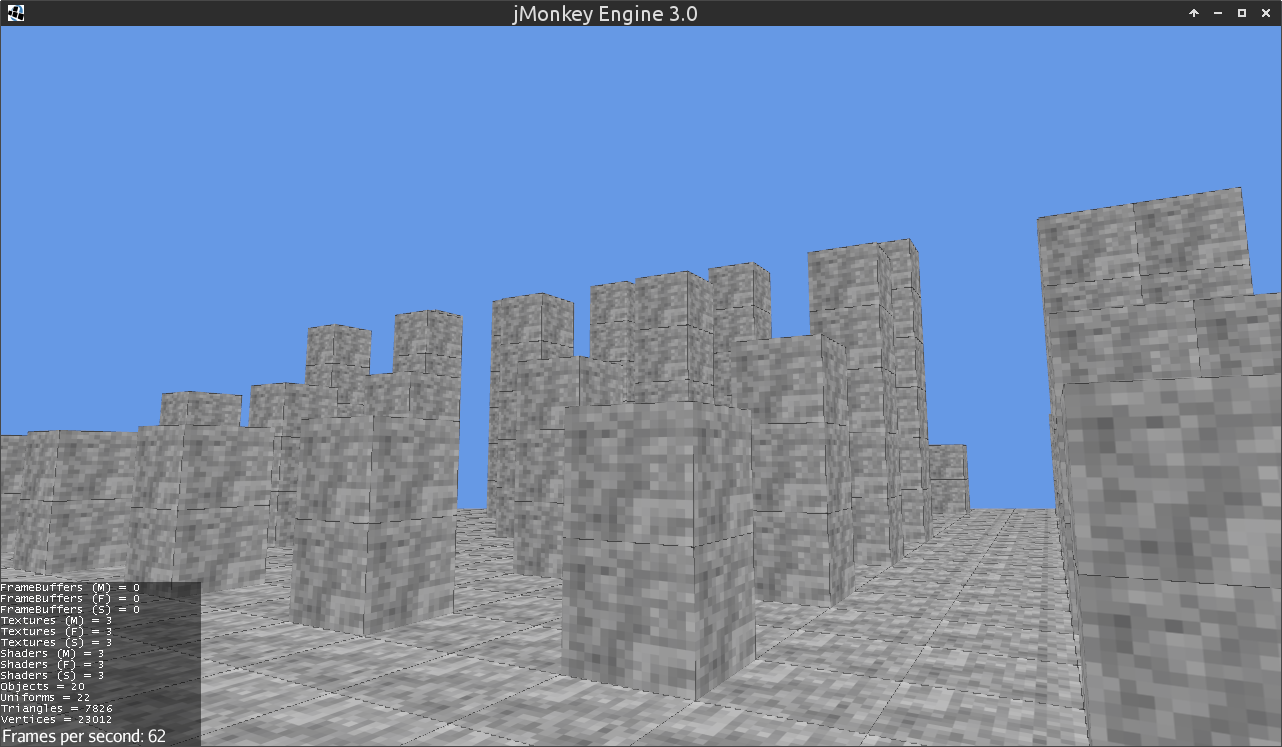 jMonkey Engine 3.0
FrameBuffers (M) = 0
FrameBuffers (F) = 0
FrameBuffers (S) = 0
Textures (M) = 3
Textures (F) = 3
Textures (S) = 3
Shaders (M) = 3
Shaders (F) = 3
Shaders (S) = 3
Objects = 20
Uniforms = 22
Triangles = 7826
Vertices = 23012
Frames per second: 62